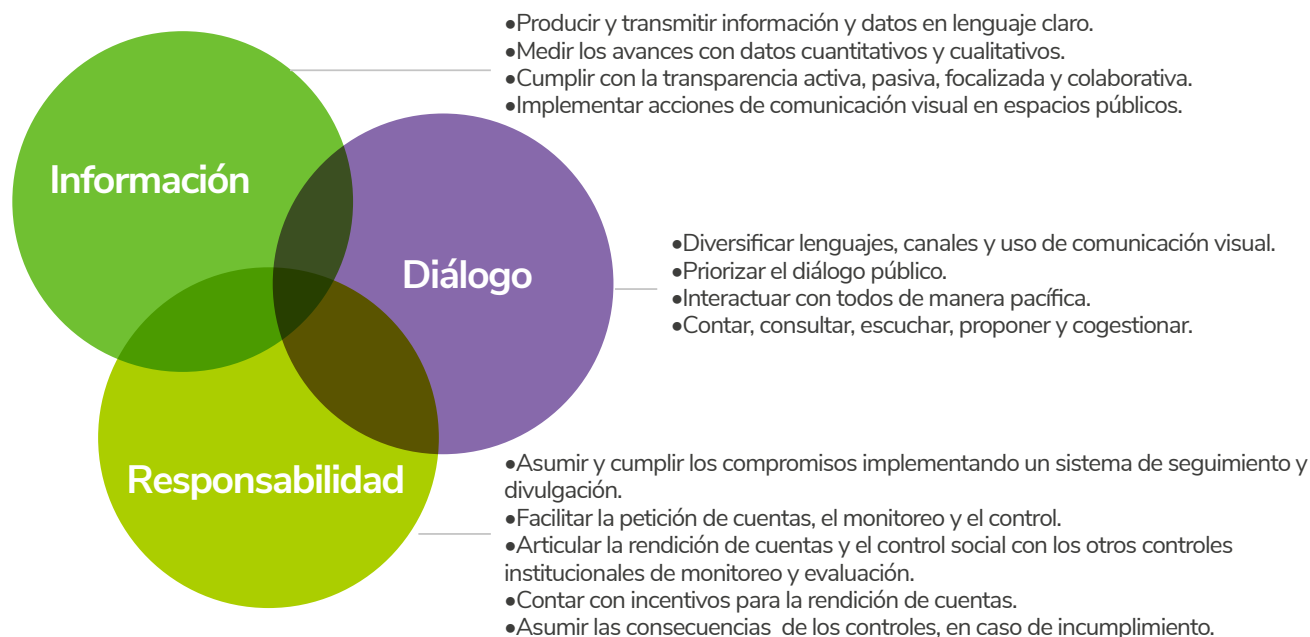 Información
•Producir y transmitir información y datos en lenguaje claro.
•Medir los avances con datos cuantitativos y cualitativos.
•Cumplir con la transparencia activa, pasiva, focalizada y colaborativa.
•Implementar acciones de comunicación visual en espacios públicos.
Diálogo
•Diversificar lenguajes, canales y uso de comunicación visual.
•Priorizar el diálogo público.
•Interactuar con todos de manera pacífica.
•Contar, consultar, escuchar, proponer y cogestionar.
Responsabilidad
•Asumir y cumplir los compromisos implementando un sistema de seguimiento y
divulgación.
•Facilitar la petición de cuentas, el monitoreo y el control.
•Articular la rendición de cuentas y el control social con los otros controles
institucionales de monitoreo y evaluación.
•Contar con incentivos para la rendición de cuentas.
•Asumir las consecuencias  de los controles, en caso de incumplimiento.